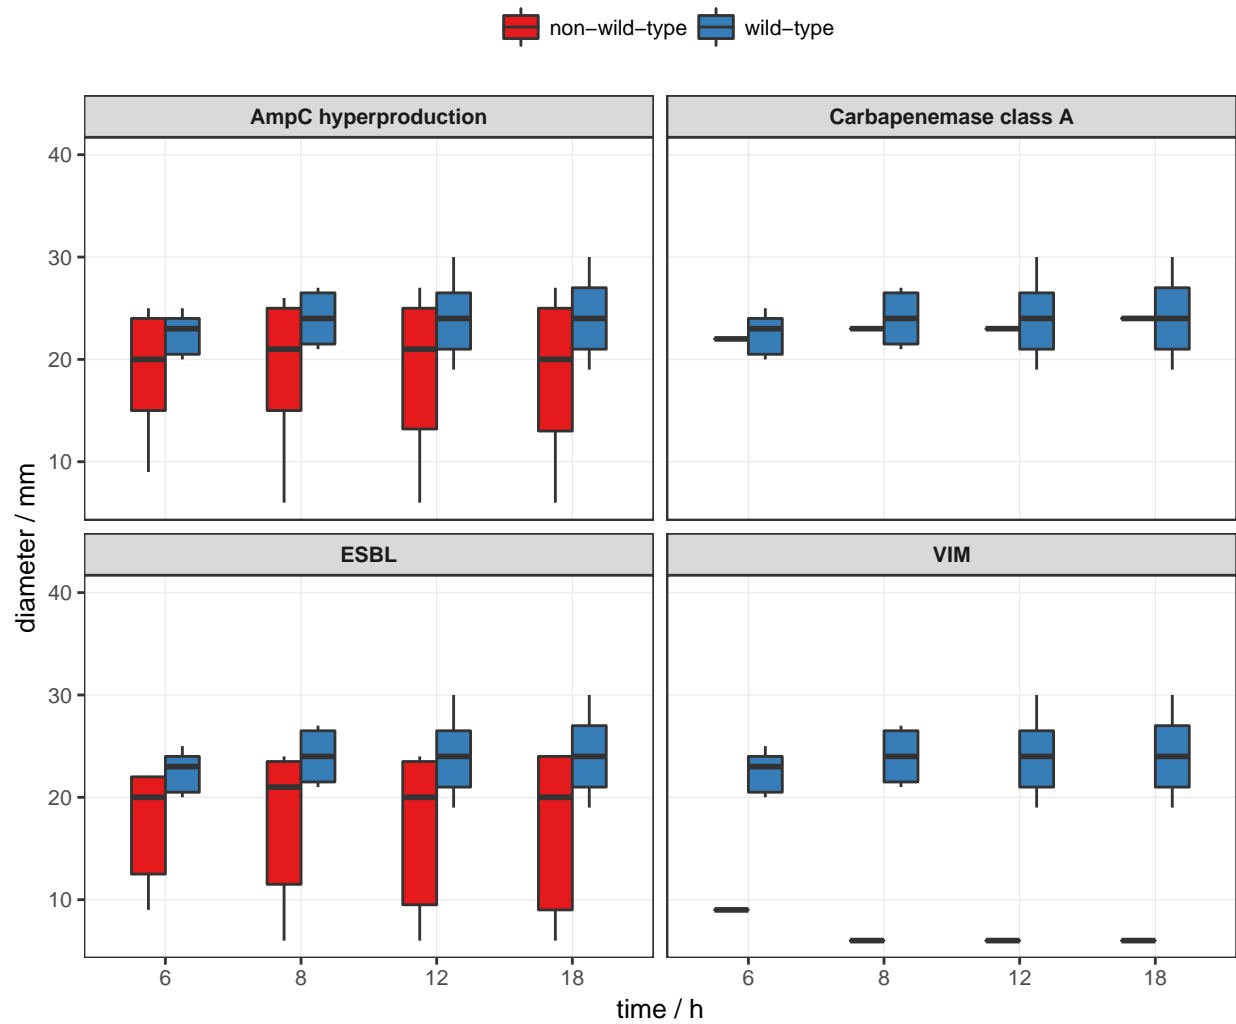 non−wild−type wild−type
AmpC hyperproduction Carbapenemase class A
40
30
20
10
ESBL VIM
40
30
20
10
diameter / mm
6 8 12 18 6 8 12 18
time / h